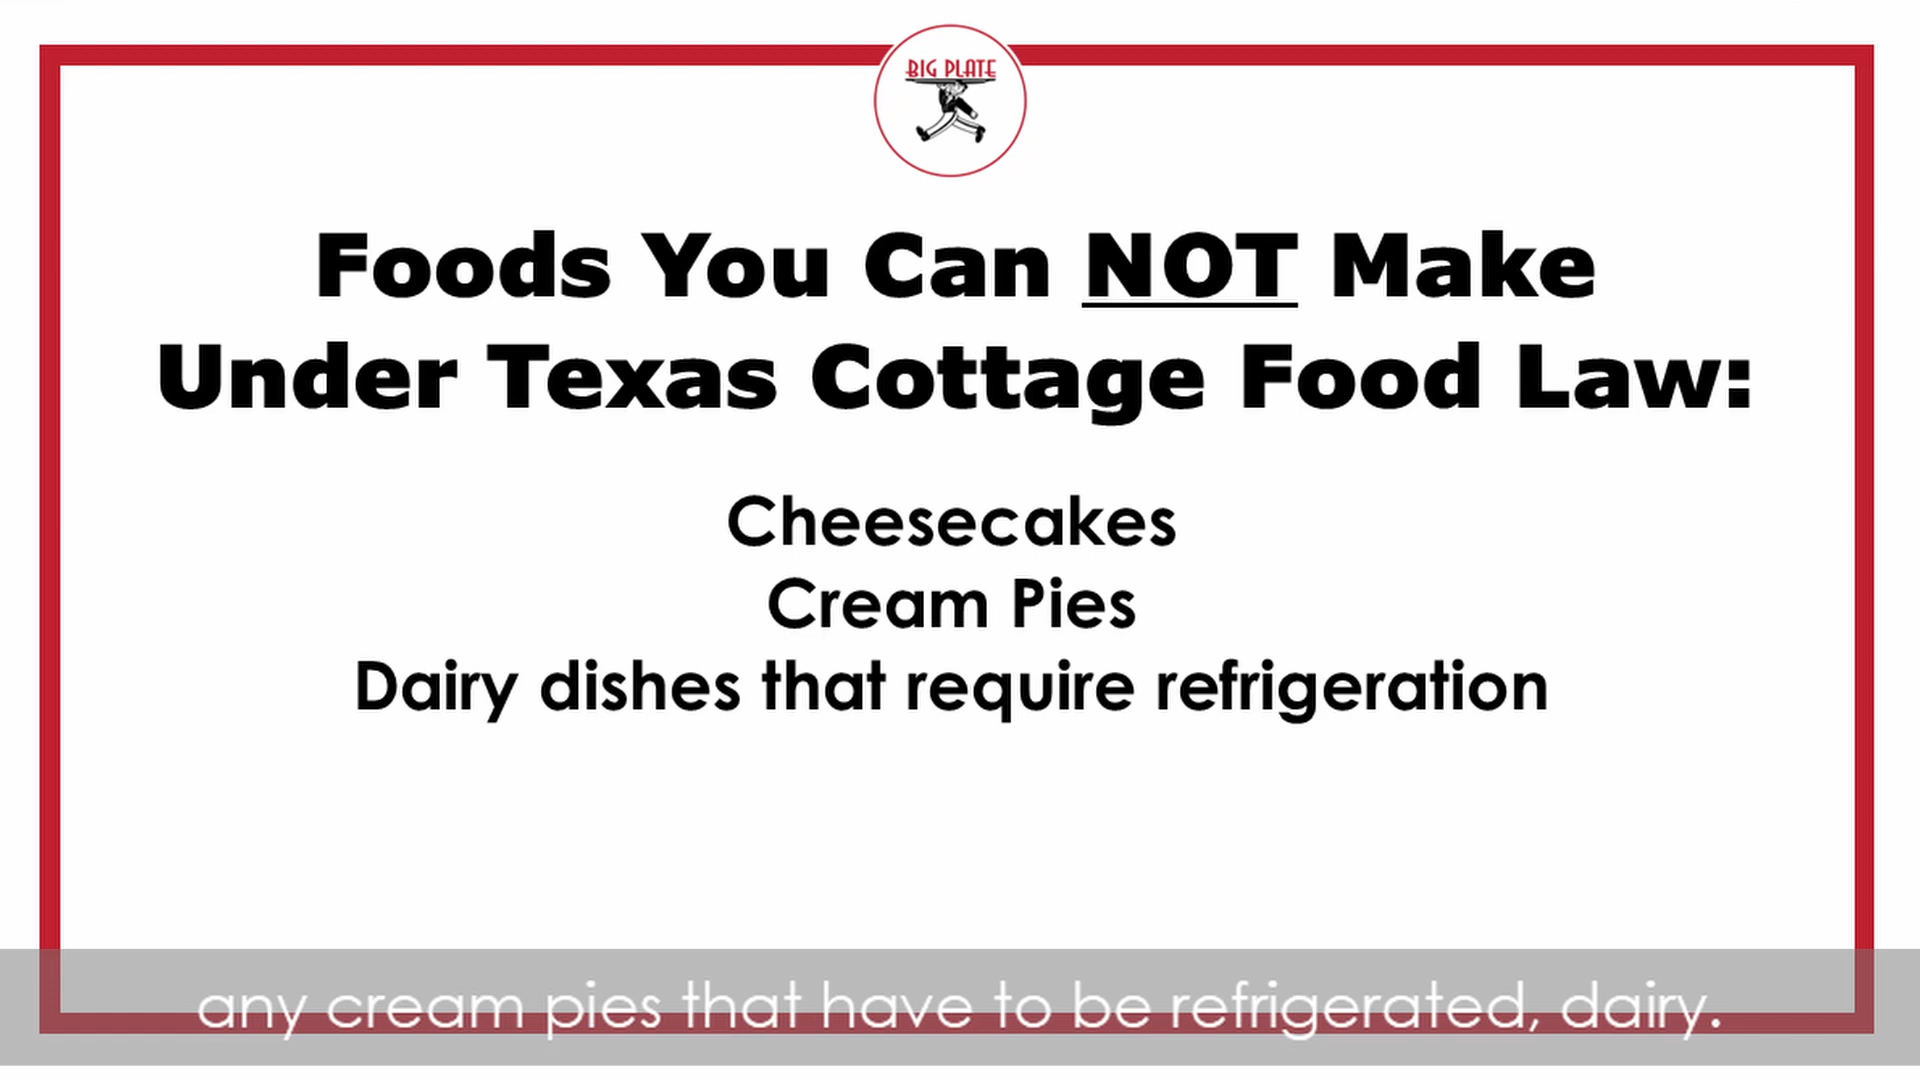 BIG PLATE
Foods You Can NOT Make
Under Texas Cottage Food Law:
Cheesecakes
Cream Pies
Dairy dishes that require refrigeration
any cream pies that have to be refrigerated, dairy.